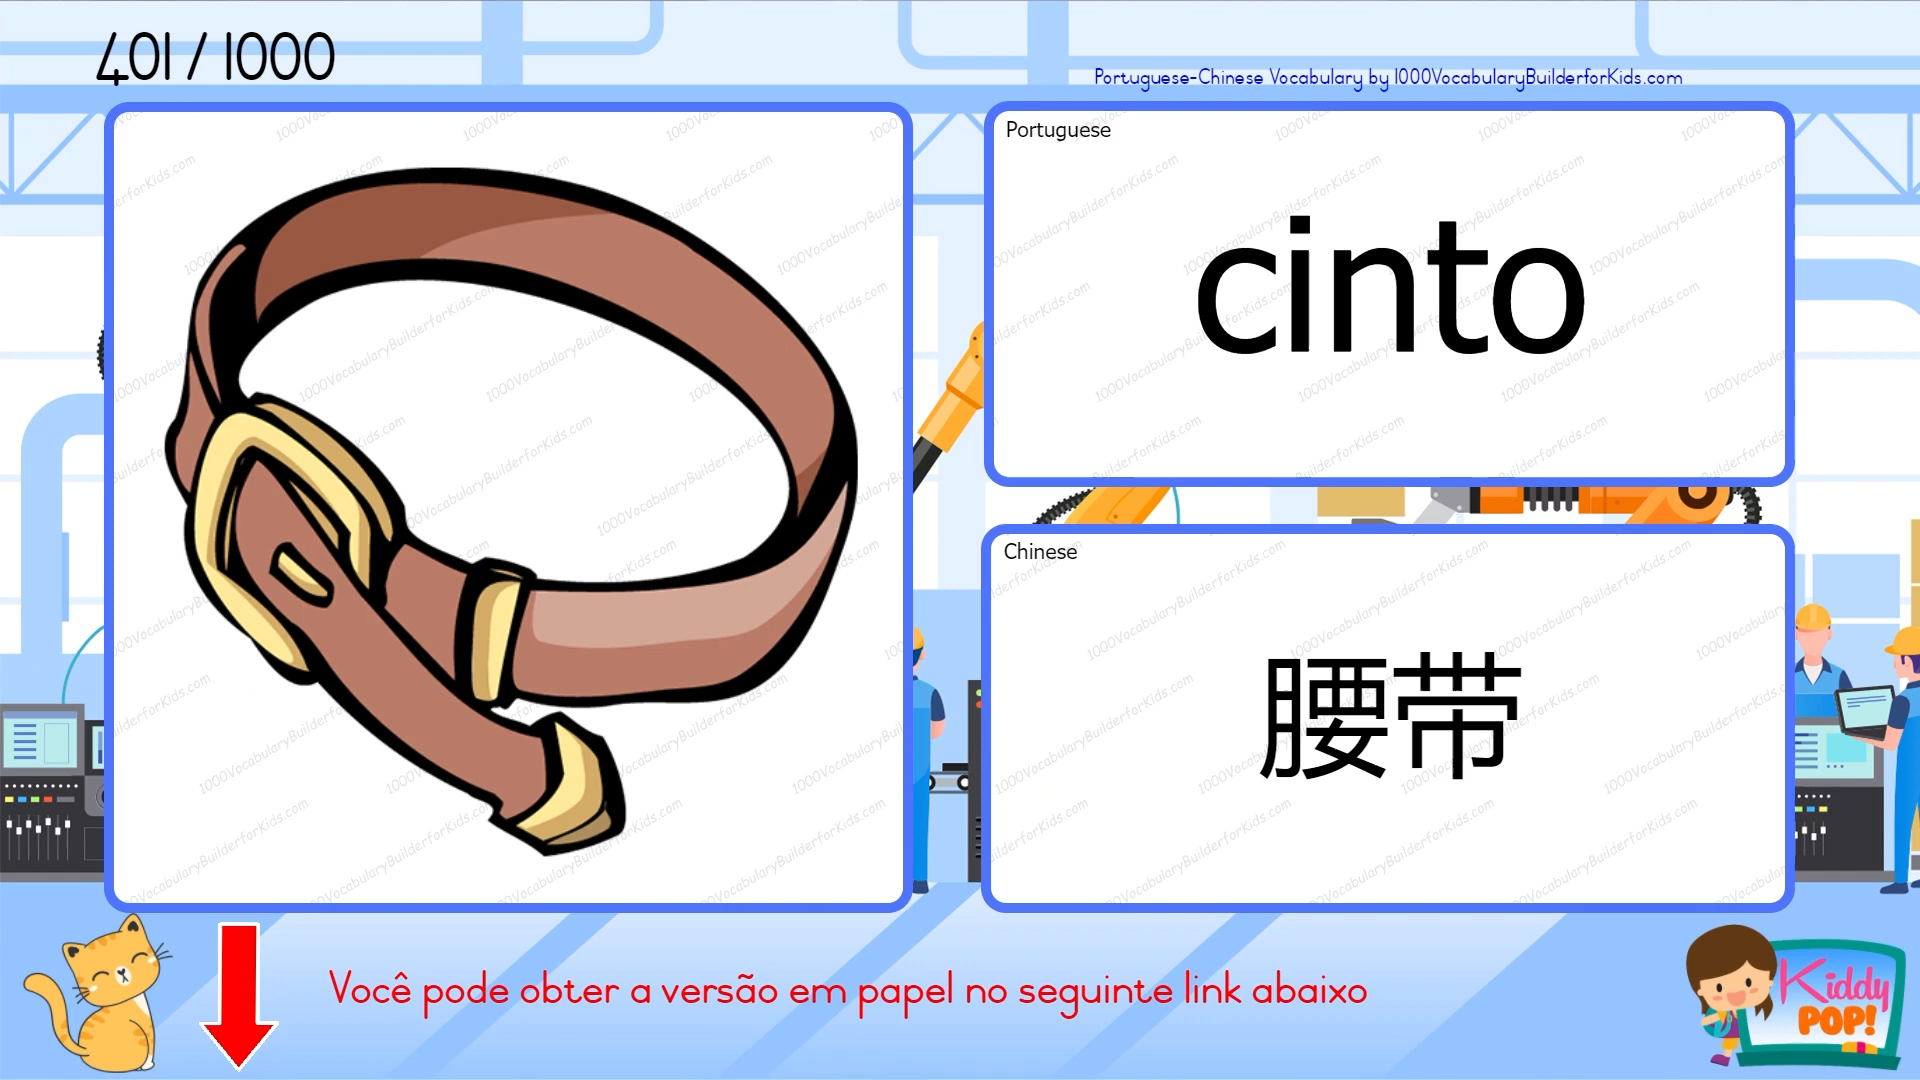 401 / 1000
Portuguese-Chinese Vocabulary by 1000VocabularyBuilderforKids.com
Portuguese
cinto
Chinese
腰带
Você pode obter a versão em papel no seguinte link abaixo
Kiddy
POP!